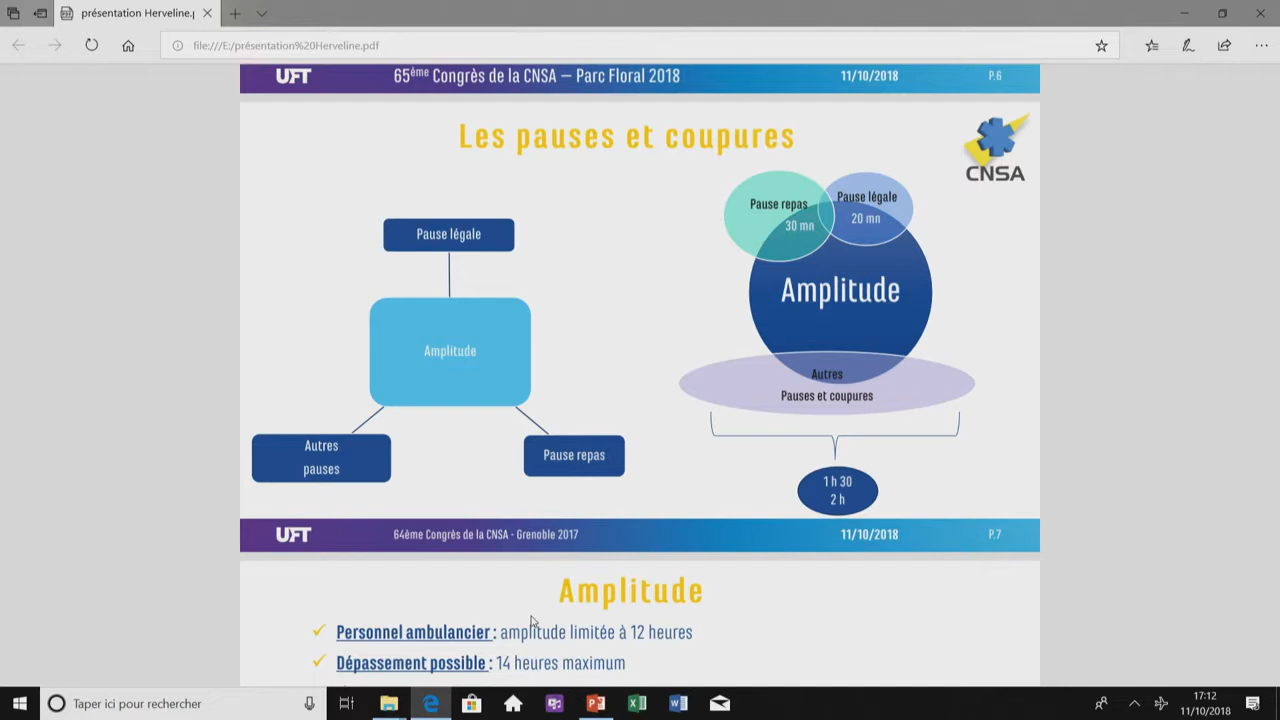 présentation Herveline.p
file:///E:/présentation%20Herveline.pdf
UFT
65ème Congrès de la CNSA – Parc Floral 2018
11/10/2018
P.6
Les pauses et coupures
CNSA
Pause légale
Amplitude
Autres
pauses
Pause repas
Pause repas
30 mn
Pause légale
20 mn
Amplitude
Autres
Pauses et coupures
1 h 30
2 h
UFT
64ème Congrès de la CNSA - Grenoble 2017
11/10/2018
P.7
Amplitude
Personnel ambulancier : amplitude limitée à 12 heures
Dépassement possible : 14 heures maximum
Taper ici pour rechercher
17:12
11/10/2018